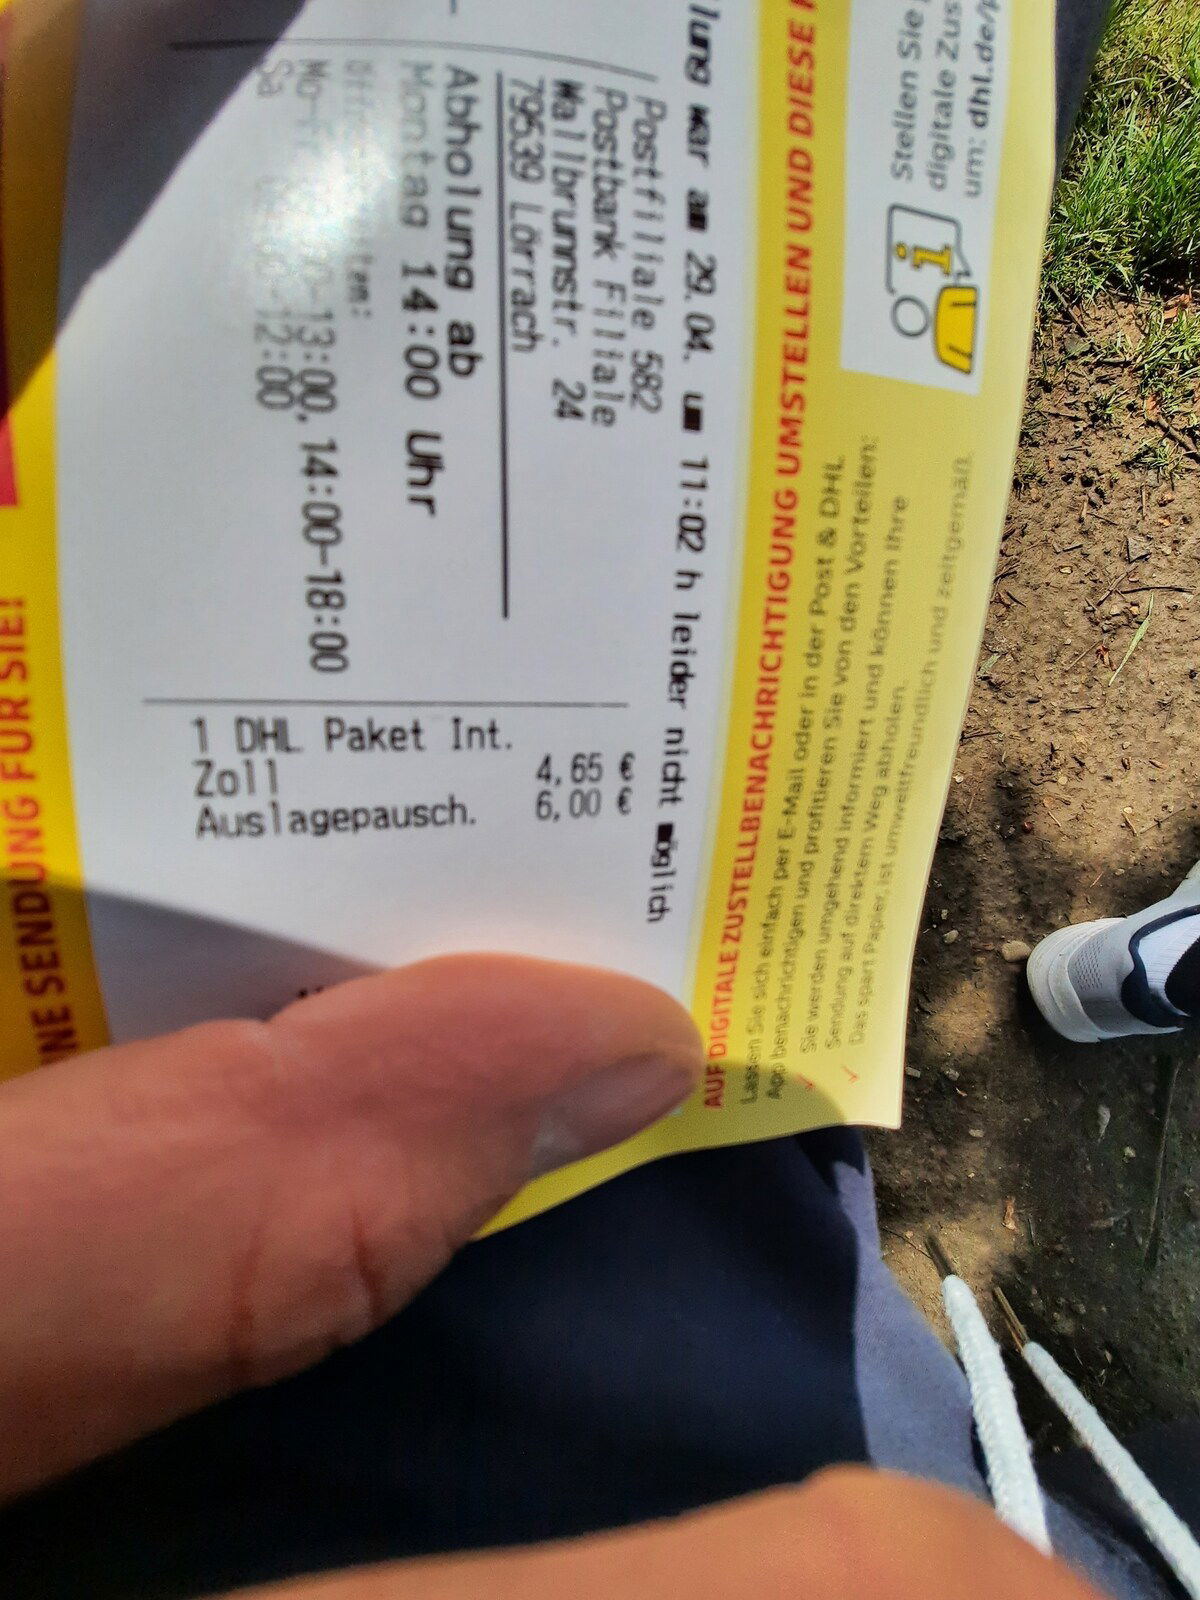 lung war am 29.04. um 11:02 h leider nicht möglich
Postfiliale 582
Postbank Filiale
Wallbrunnstr. 24
79539 Lörrach
Abholung ab
Montag 14:00 Uhr
Mo-Fr 13:00, 14:00-18:00
Sa -12:00
1 DHL Paket Int.
Zoll 4,65 €
Auslagepausch. 6,00 €
NE SENDUNG FÜR SIE!
AUF DIGITALE ZUSTELLBENACHRICHTIGUNG UMSTELLEN UND DIESE
Lassen Sie sich einfach per E-Mail oder in der Post & DHL
App benachrichtigen und profitieren Sie von den Vorteilen:
✓ Sie werden umgehend informiert und können Ihre
Sendung auf direktem Weg abholen.
✓ Das spart Papier, ist umweltfreundlich und zeitgemäß.
i
Stellen Sie
digitale Zus
um: dhl.de/